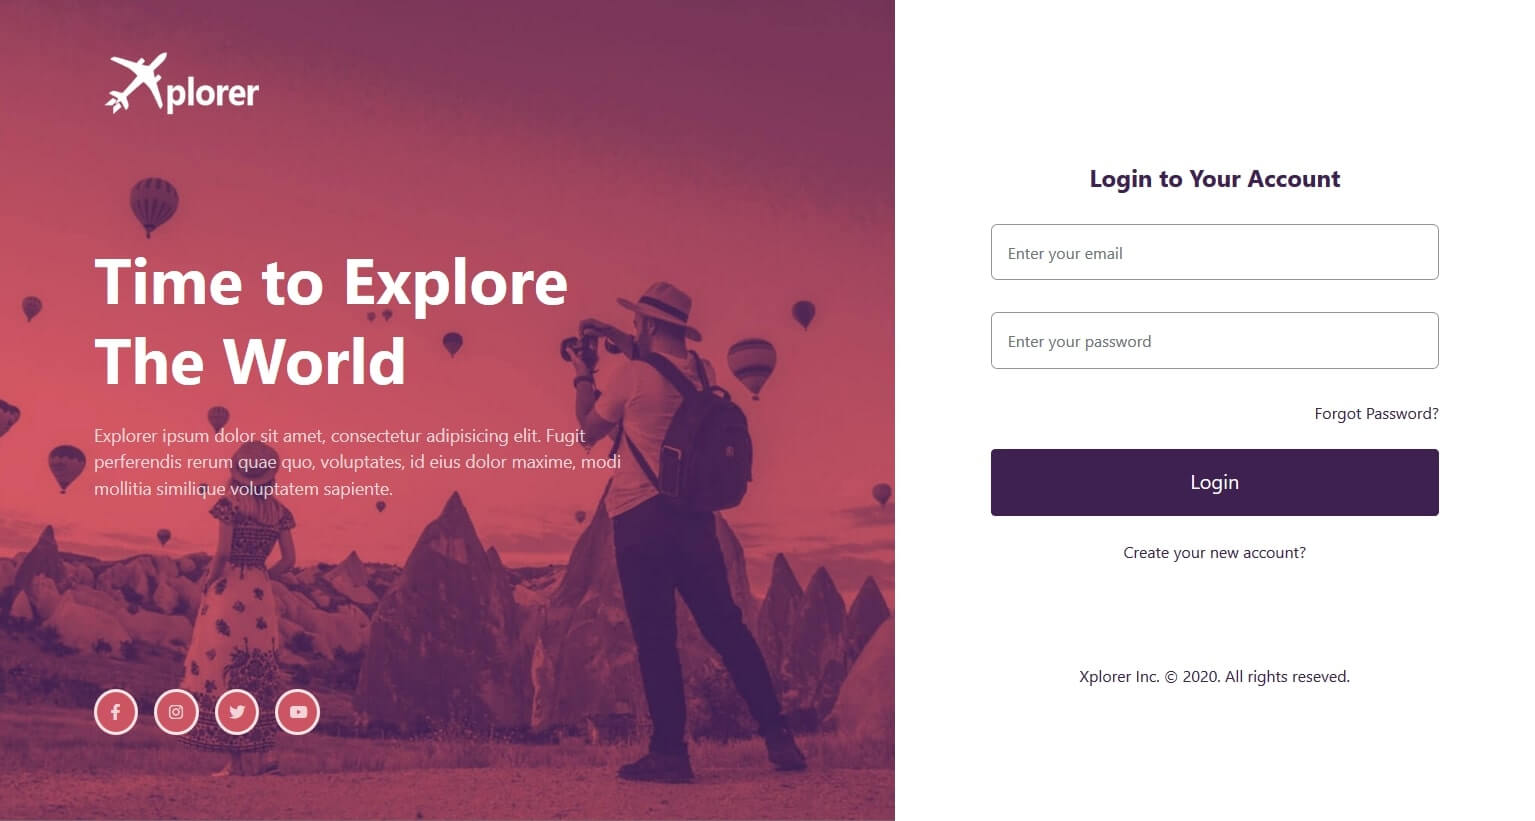 Xplorer
Time to Explore
The World
Explorer ipsum dolor sit amet, consectetur adipisicing elit. Fugit
perferendis rerum quae quo, voluptates, id eius dolor maxime, modi
mollitia similique voluptatem sapiente.
Login to Your Account
Enter your email
Enter your password
Forgot Password?
Login
Create your new account?
Xplorer Inc. © 2020. All rights reseved.